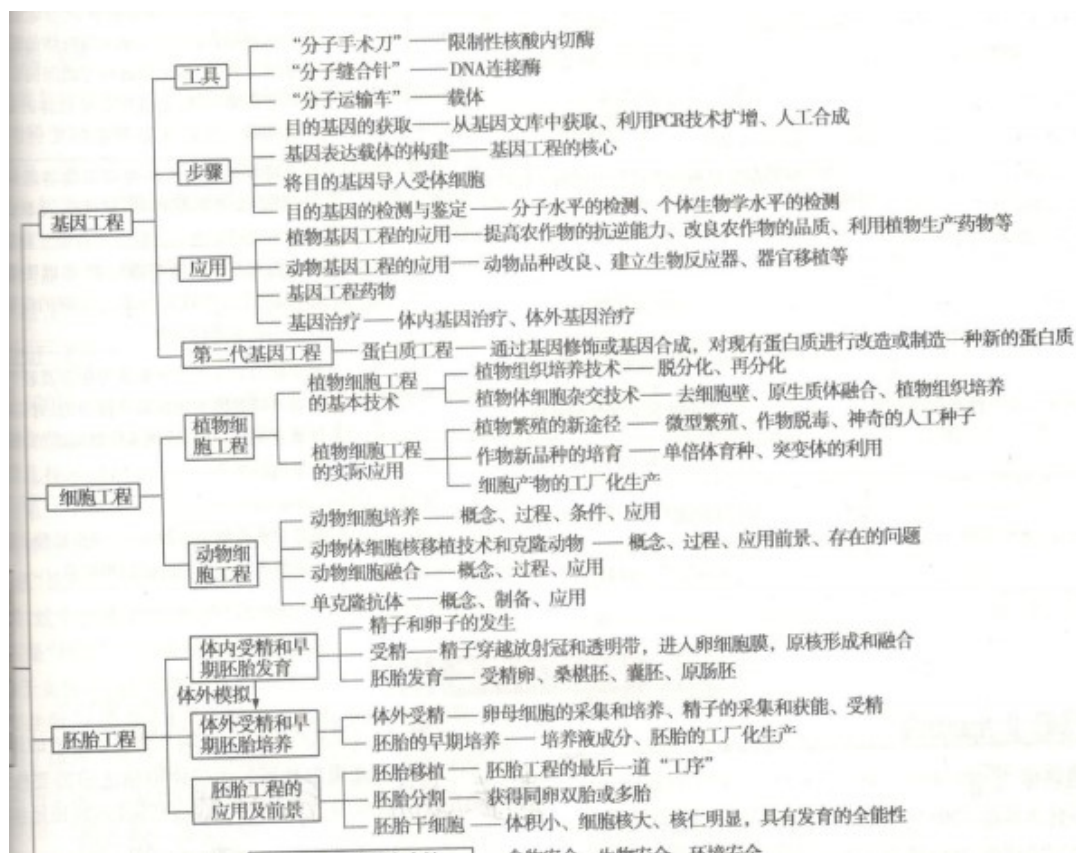 “分子手术刀”——限制性核酸内切酶
工具
“分子缝合针”——DNA连接酶
“分子运输车”——载体
目的基因的获取——从基因文库中获取、利用PCR技术扩增、人工合成
基因表达载体的构建——基因工程的核心
步骤
将目的基因导入受体细胞
目的基因的检测与鉴定——分子水平的检测、个体生物学水平的检测
基因工程
植物基因工程的应用——提高农作物的抗逆能力、改良农作物的品质、利用植物生产药物等
应用
动物基因工程的应用——动物品种改良、建立生物反应器、器官移植等
基因工程药物
基因治疗——体内基因治疗、体外基因治疗
第二代基因工程——蛋白质工程——通过基因修饰或基因合成，对现有蛋白质进行改造或制造一种新的蛋白质
植物细胞工程
的基本技术
植物组织培养技术——脱分化、再分化
植物体细胞杂交技术——去细胞壁、原生质体融合、植物组织培养
植物细
胞工程
植物繁殖的新途径——微型繁殖、作物脱毒、神奇的人工种子
植物细胞工程
的实际应用
作物新品种的培育——单倍体育种、突变体的利用
细胞产物的工厂化生产
细胞工程
动物细胞培养——概念、过程、条件、应用
动物体细胞核移植技术和克隆动物——概念、过程、应用前景、存在的问题
动物细
胞工程
动物细胞融合——概念、过程、应用
单克隆抗体——概念、制备、应用
精子和卵子的发生
体内受精和早
期胚胎发育
受精——精子穿越放射冠和透明带，进入卵细胞膜，原核形成和融合
胚胎发育——受精卵、桑椹胚、囊胚、原肠胚
体外模拟
体外受精和早
期胚胎培养
体外受精——卵母细胞的采集和培养、精子的采集和获能、受精
胚胎的早期培养——培养液成分、胚胎的工厂化生产
胚胎工程
胚胎移植——胚胎工程的最后一道“工序”
胚胎工程的
应用及前景
胚胎分割——获得同卵双胎或多胎
胚胎干细胞——体积小、细胞核大、核仁明显，具有发育的全能性